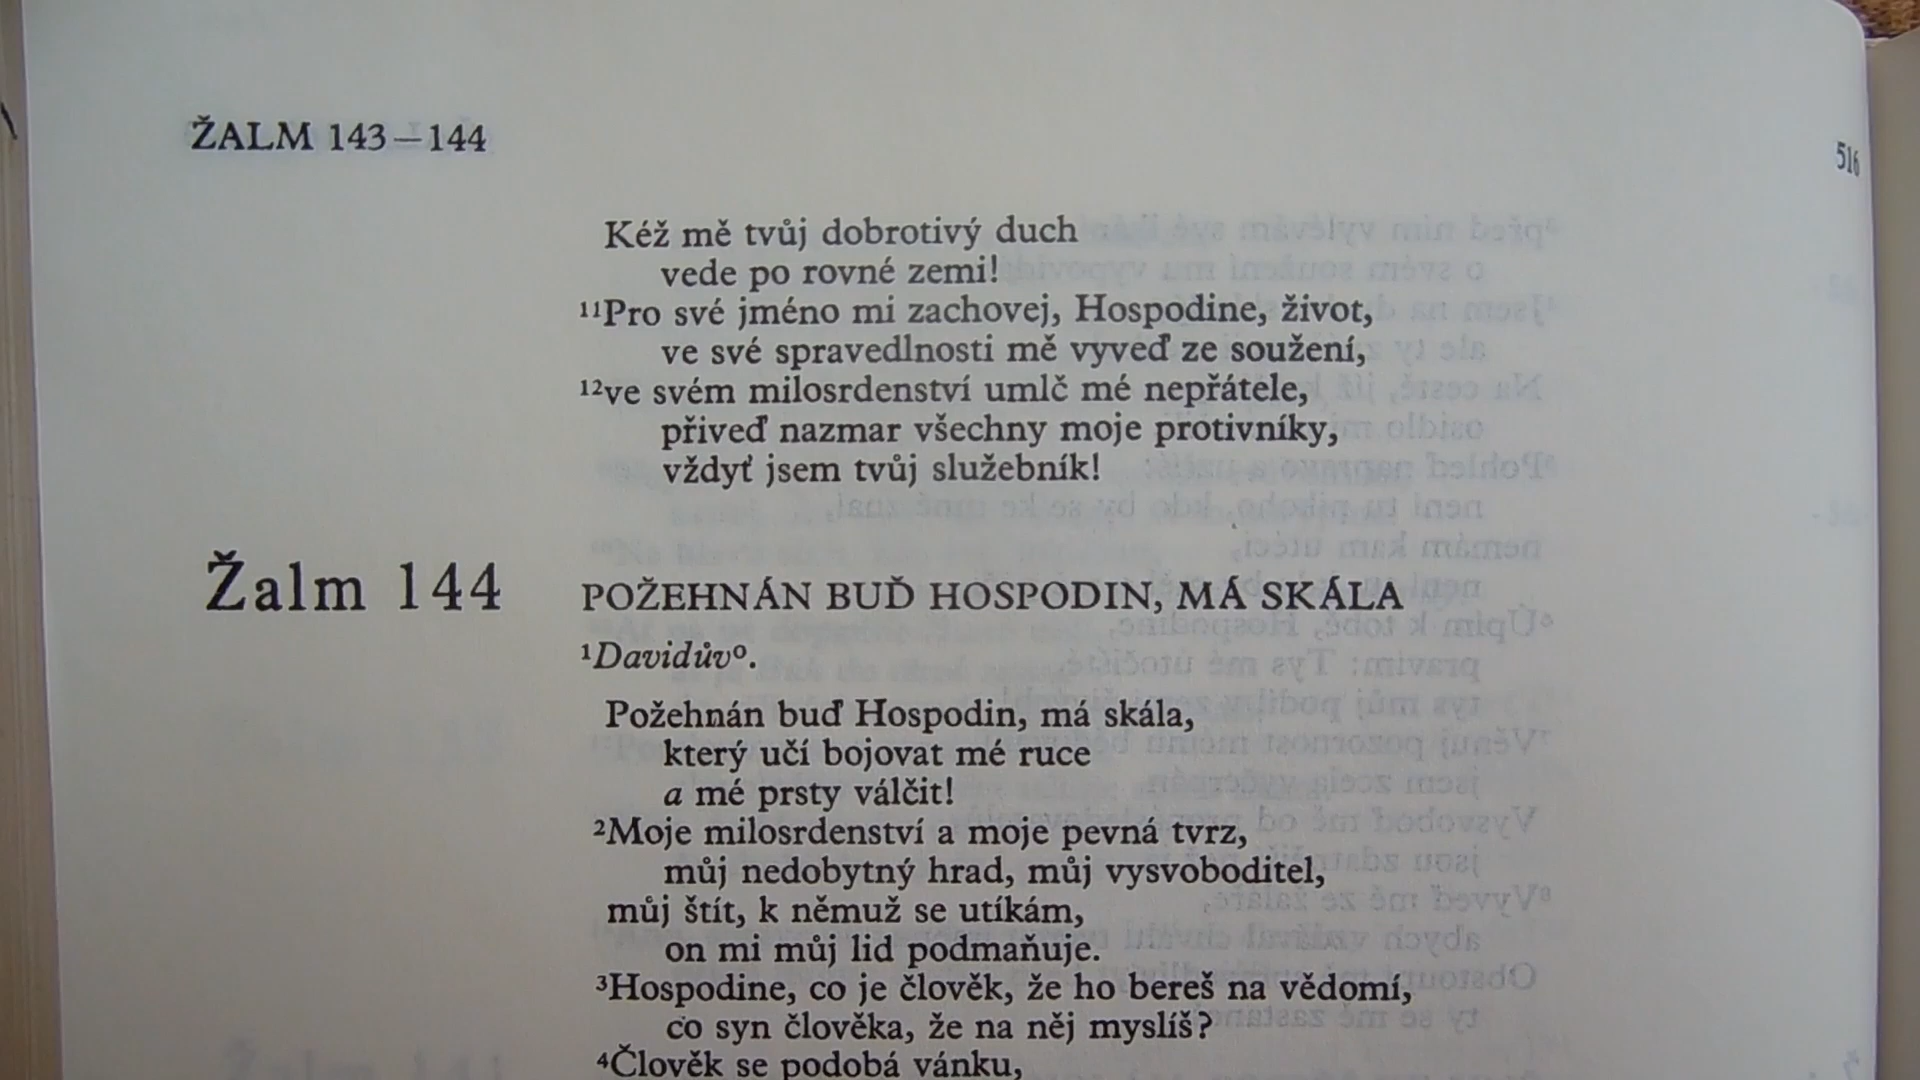 ŽALM 143—144
516
Kéž mě tvůj dobrotivý duch
vede po rovné zemi!
¹¹Pro své jméno mi zachovej, Hospodine, život,
ve své spravedlnosti mě vyveď ze soužení,
¹²ve svém milosrdenství umlč mé nepřátele,
přiveď nazmar všechny moje protivníky,
vždyť jsem tvůj služebník!
Žalm 144
POŽEHNÁN BUĎ HOSPODIN, MÁ SKÁLA
¹Davidův°.
Požehnán buď Hospodin, má skála,
který učí bojovat mé ruce
a mé prsty válčit!
²Moje milosrdenství a moje pevná tvrz,
můj nedobytný hrad, můj vysvoboditel,
můj štít, k němuž se utíkám,
on mi můj lid podmaňuje.
³Hospodine, co je člověk, že ho bereš na vědomí,
co syn člověka, že na něj myslíš?
⁴Člověk se podobá vánku,